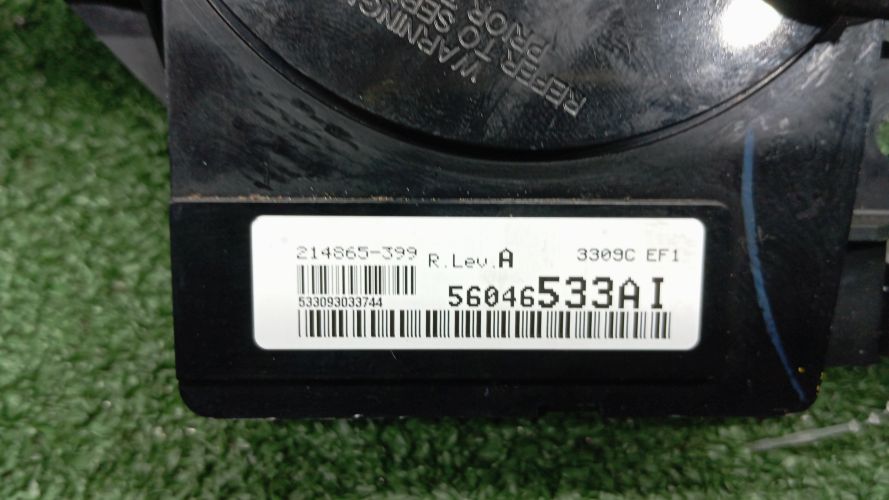 WARNING
REFER TO SER
PRIOR T
214865-399
R.Lev.A
3309C EF1
533093033744
56046533AI